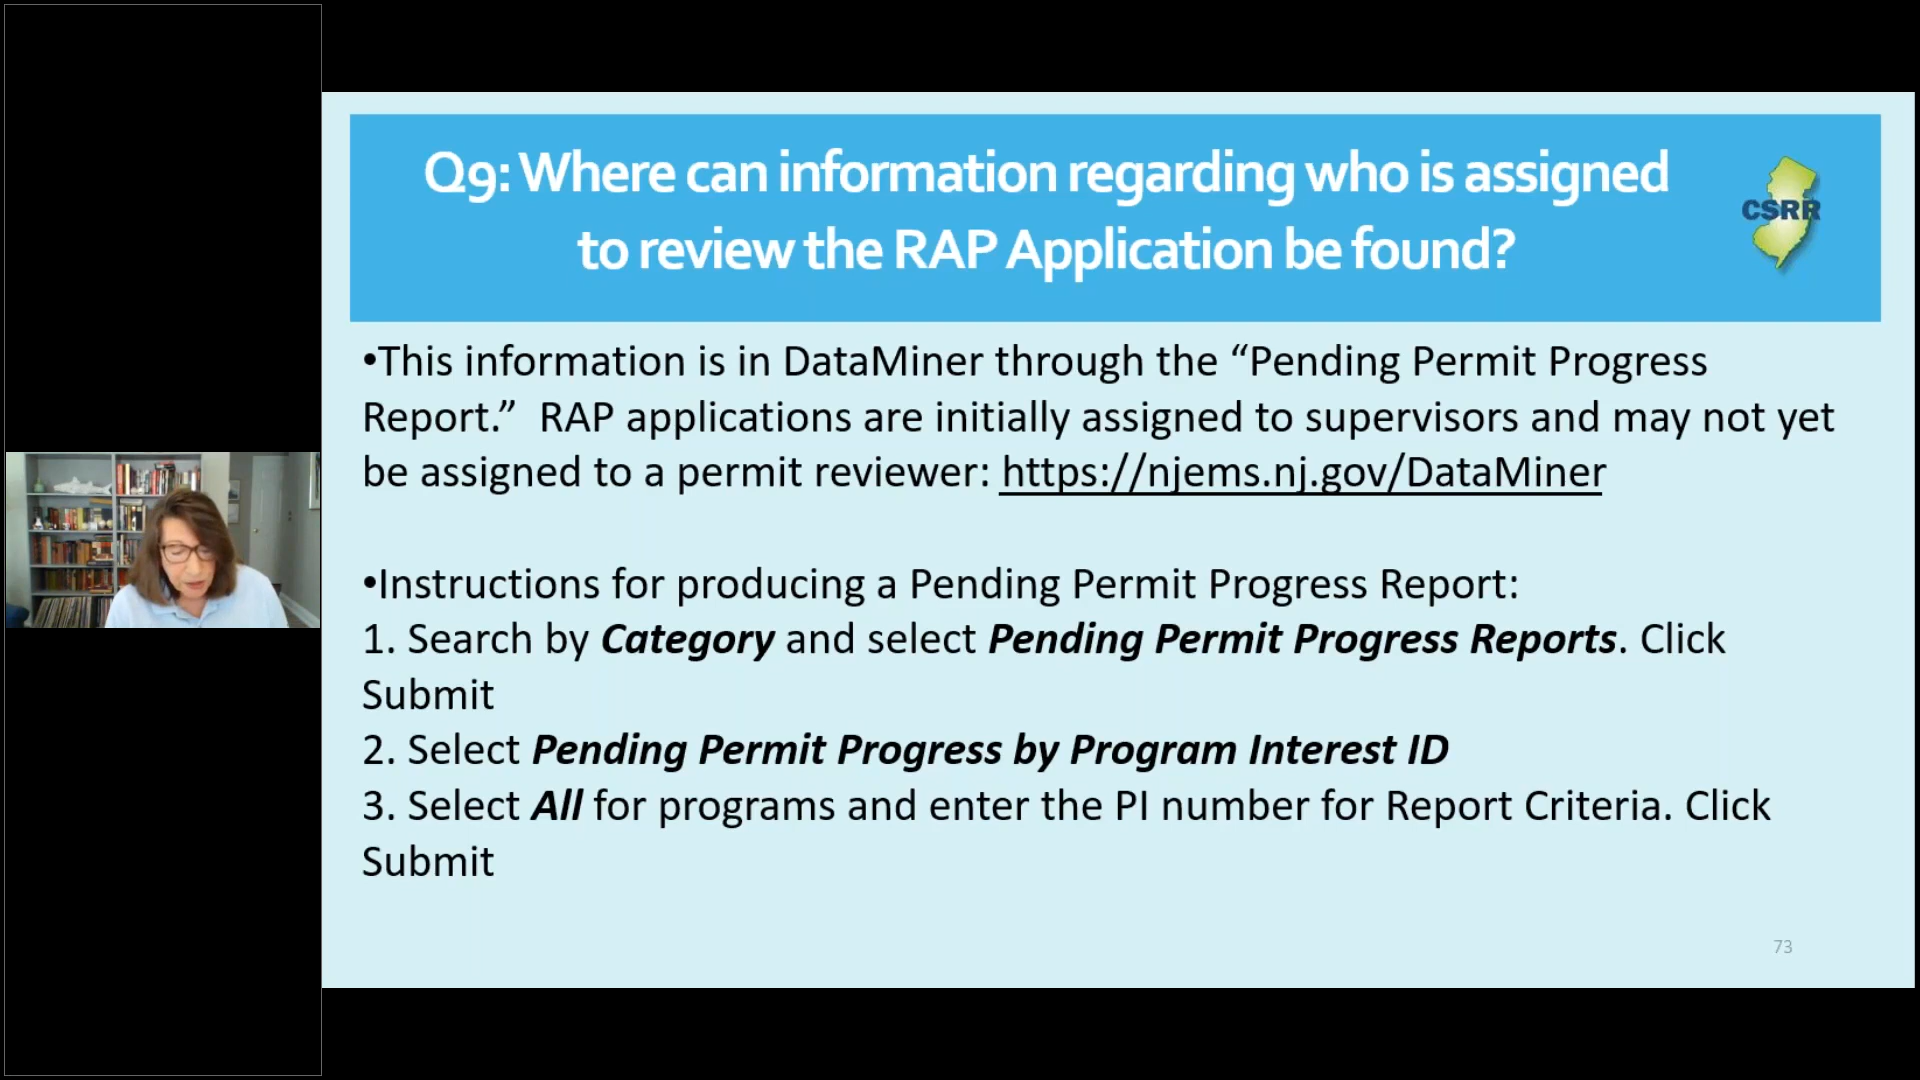 Q9: Where can information regarding who is assigned
to review the RAP Application be found?
CSRR
•This information is in DataMiner through the “Pending Permit Progress
Report.”  RAP applications are initially assigned to supervisors and may not yet
be assigned to a permit reviewer: https://njems.nj.gov/DataMiner
•Instructions for producing a Pending Permit Progress Report:
1. Search by Category and select Pending Permit Progress Reports. Click
Submit
2. Select Pending Permit Progress by Program Interest ID
3. Select All for programs and enter the PI number for Report Criteria. Click
Submit
73